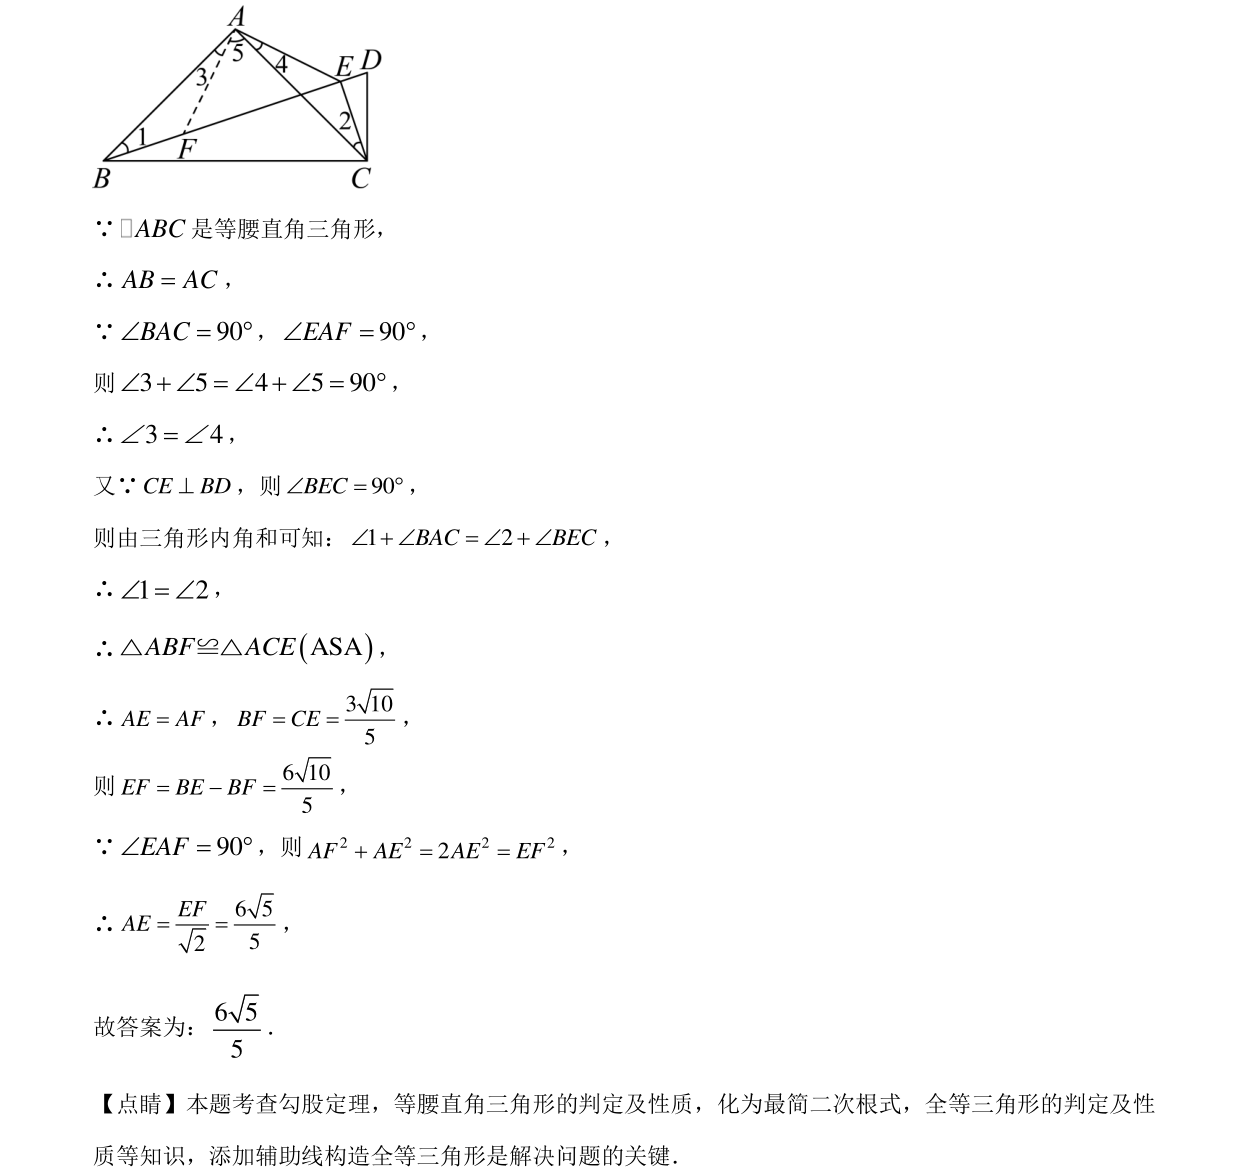 A
5
4
E D
3
2
1
F
B
C
∵ □ABC 是等腰直角三角形，
∴ AB = AC，
∵ ∠BAC = 90°，∠EAF = 90°，
则 ∠3 + ∠5 = ∠4 + ∠5 = 90°，
∴ ∠3 = ∠4，
又∵ CE ⊥ BD，则 ∠BEC = 90°，
则由三角形内角和可知：∠1 + ∠BAC = ∠2 + ∠BEC，
∴ ∠1 = ∠2，
∴ △ABF≌△ACE(ASA)，
∴ AE = AF，BF = CE = 3√10/5，
则 EF = BE − BF = 6√10/5，
∵ ∠EAF = 90°，则 AF² + AE² = 2AE² = EF²，
∴ AE = EF/√2 = 6√5/5，
故答案为：6√5/5．
【点睛】本题考查勾股定理，等腰直角三角形的判定及性质，化为最简二次根式，全等三角形的判定及性
质等知识，添加辅助线构造全等三角形是解决问题的关键．